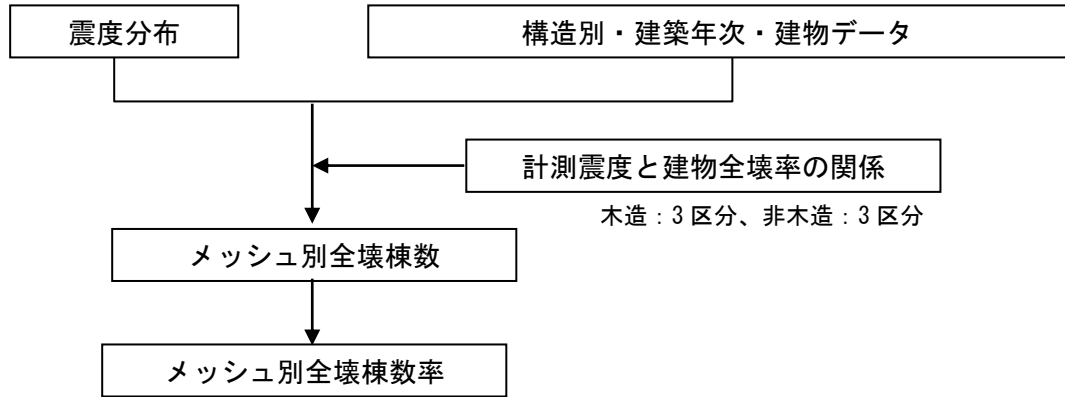 震度分布
構造別・建築年次・建物データ
計測震度と建物全壊率の関係
木造：3区分、非木造：3区分
メッシュ別全壊棟数
メッシュ別全壊棟数率